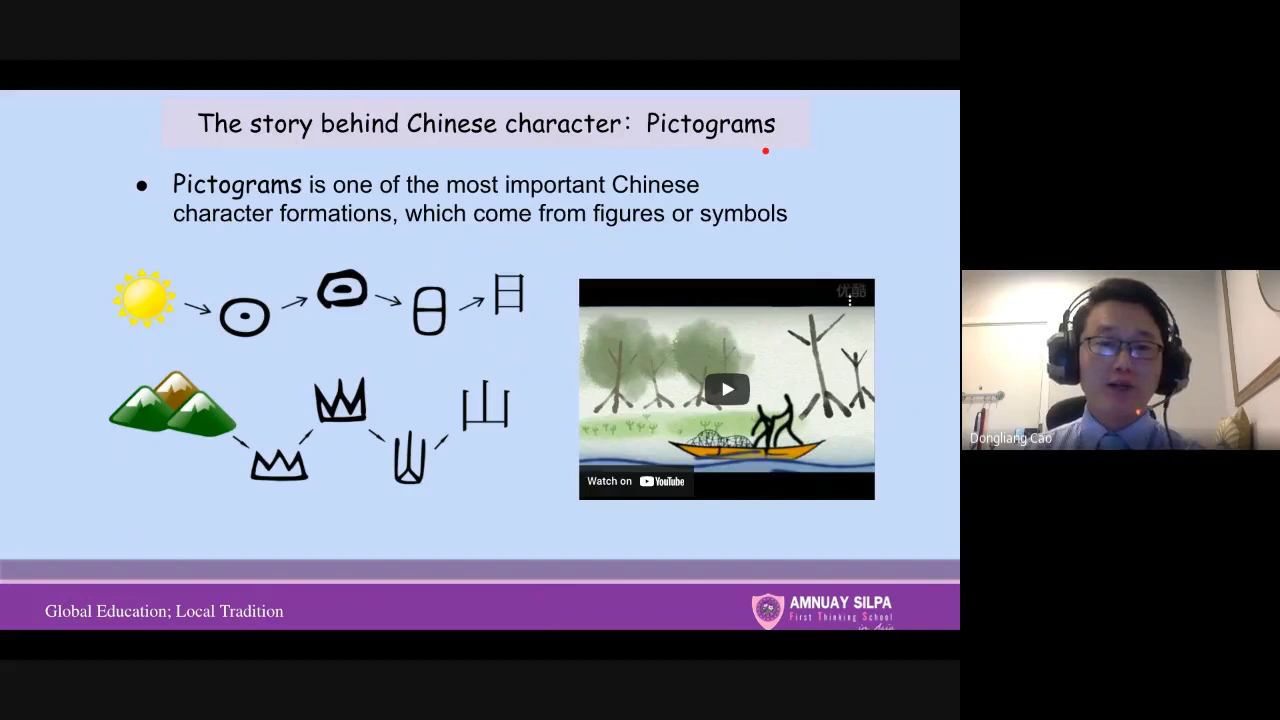 The story behind Chinese character： Pictograms
● Pictograms is one of the most important Chinese
character formations, which come from figures or symbols
日
山
优酷
Watch on YouTube
Dongliang Cao
Global Education; Local Tradition
AMNUAY SILPA
First Thinking School
in Asia